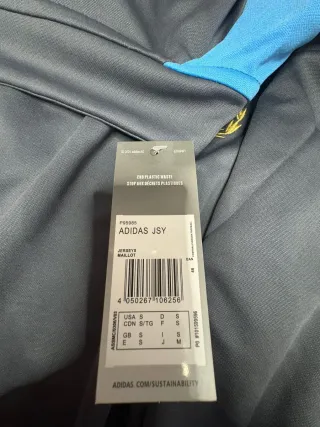 END PLASTIC WASTE
STOP AUX DÉCHETS PLASTIQUES
ADIDAS JSY
JERSEYS
MAILLOT
4 050267 106256
USA S D S
CDN S/TG F S
GB S I S
E S J M
ADIDAS.COM/SUSTAINABILITY